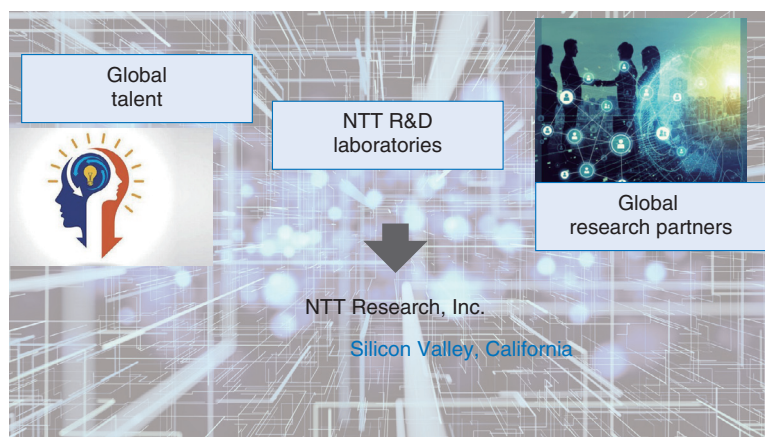 Global
talent
NTT R&D
laboratories
Global
research partners
NTT Research, Inc.
Silicon Valley, California